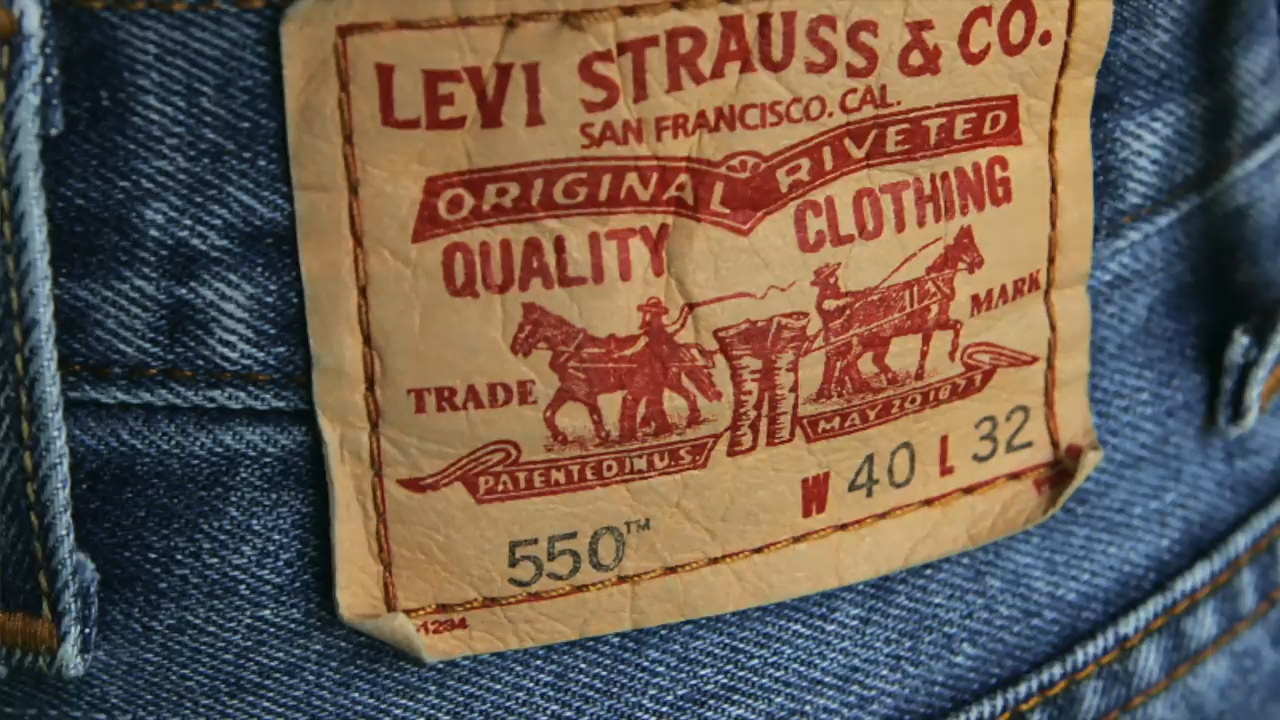 LEVI STRAUSS & CO.
SAN FRANCISCO. CAL.
ORIGINAL RIVETED
QUALITY CLOTHING
TRADE MARK
PATENTED IN U.S. MAY 20 1873
W 40 L 32
550™
1234